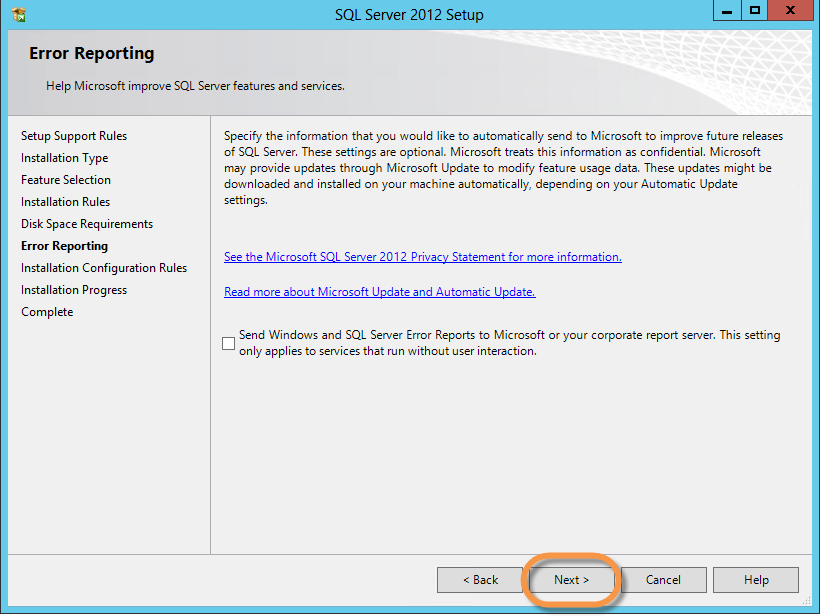 SQL Server 2012 Setup
Error Reporting
Help Microsoft improve SQL Server features and services.
Setup Support Rules
Installation Type
Feature Selection
Installation Rules
Disk Space Requirements
Error Reporting
Installation Configuration Rules
Installation Progress
Complete
Specify the information that you would like to automatically send to Microsoft to improve future releases
of SQL Server. These settings are optional. Microsoft treats this information as confidential. Microsoft
may provide updates through Microsoft Update to modify feature usage data. These updates might be
downloaded and installed on your machine automatically, depending on your Automatic Update
settings.
See the Microsoft SQL Server 2012 Privacy Statement for more information.
Read more about Microsoft Update and Automatic Update.
Send Windows and SQL Server Error Reports to Microsoft or your corporate report server. This setting
only applies to services that run without user interaction.
< Back
Next >
Cancel
Help